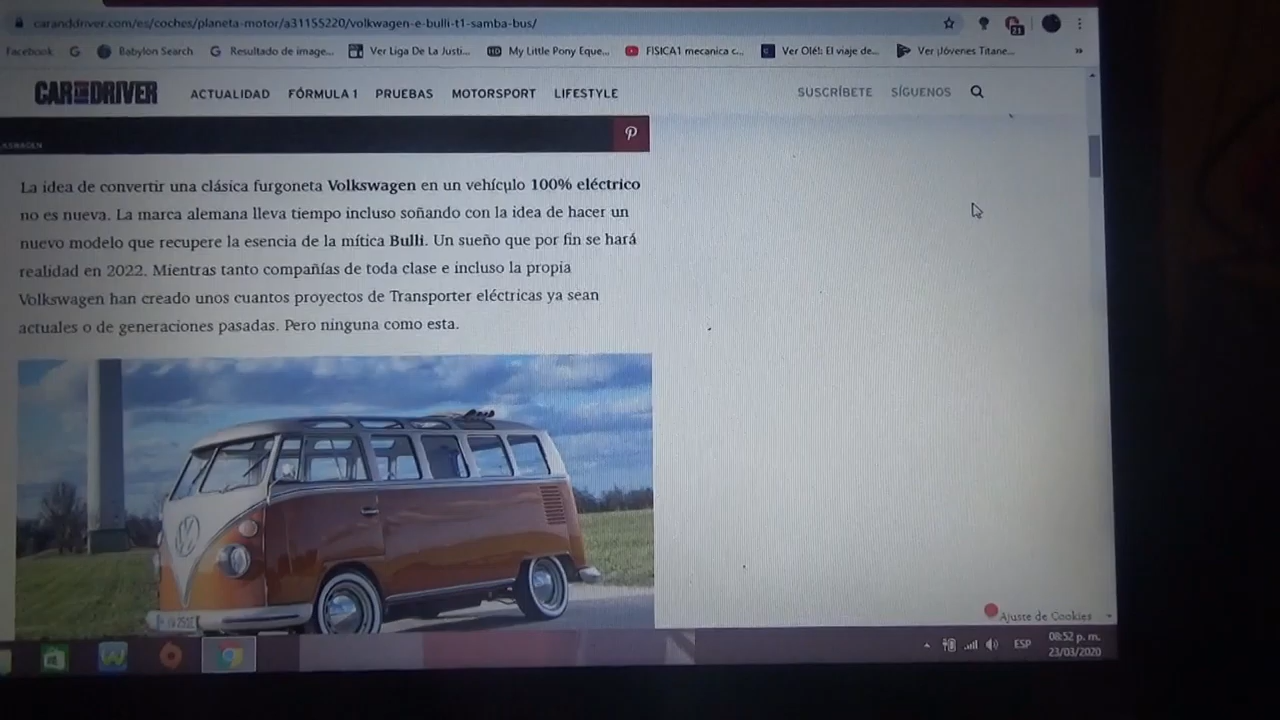 caranddriver.com/es/coches/planeta-motor/a31155220/volkwagen-e-bulli-t1-samba-bus/
Facebook Babylon Search Resultado de image... Ver Liga De La Justi... My Little Pony Eque... FISICA1 mecanica c... Ver Olé!: El viaje de... Ver ¡Jóvenes Titane... »
CAR AND DRIVER ACTUALIDAD FÓRMULA 1 PRUEBAS MOTORSPORT LIFESTYLE SUSCRÍBETE SÍGUENOS
La idea de convertir una clásica furgoneta Volkswagen en un vehículo 100% eléctrico
no es nueva. La marca alemana lleva tiempo incluso soñando con la idea de hacer un
nuevo modelo que recupere la esencia de la mítica Bulli. Un sueño que por fin se hará
realidad en 2022. Mientras tanto compañías de toda clase e incluso la propia
Volkswagen han creado unos cuantos proyectos de Transporter eléctricas ya sean
actuales o de generaciones pasadas. Pero ninguna como esta.
Ajuste de Cookies
ESP
08:52 p. m.
23/03/2020